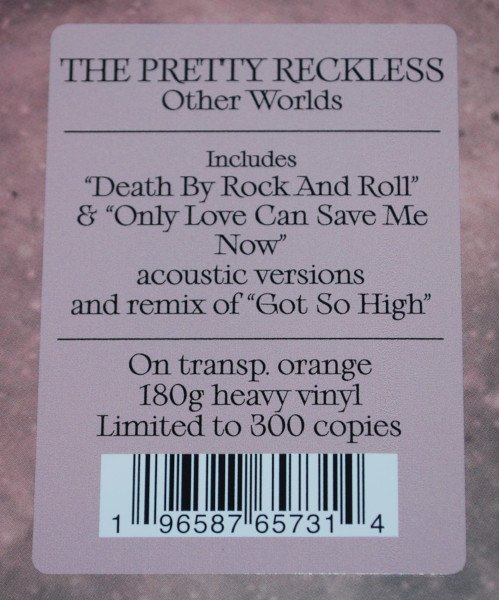 THE PRETTY RECKLESS
Other Worlds
Includes
“Death By Rock And Roll”
& “Only Love Can Save Me
Now”
acoustic versions
and remix of “Got So High”
On transp. orange
180g heavy vinyl
Limited to 300 copies
1 96587 65731 4